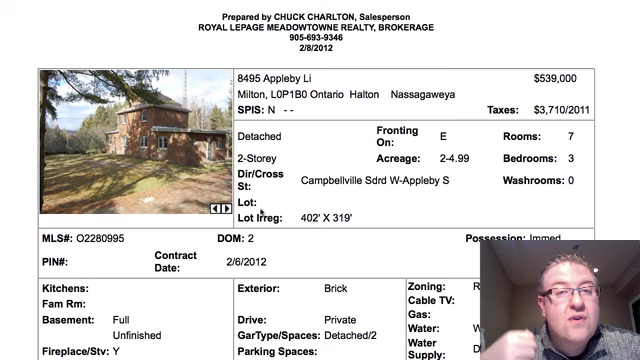 Prepared by CHUCK CHARLTON, Salesperson
ROYAL LEPAGE MEADOWTOWNE REALTY, BROKERAGE
905-693-9346
2/8/2012
8495 Appleby Li $539,000
Milton, L0P1B0 Ontario Halton Nassagaweya
SPIS: N - - Taxes: $3,710/2011
Detached Fronting On: E Rooms: 7
2-Storey Acreage: 2-4.99 Bedrooms: 3
Dir/Cross St: Campbellville Sdrd W-Appleby S Washrooms: 0
Lot:
Lot Irreg: 402' X 319'
MLS#: O2280995 DOM: 2 Possession: Immed
PIN#: Contract Date: 2/6/2012
Kitchens: Exterior: Brick Zoning: R
Fam Rm: Cable TV:
Basement: Full Drive: Private Gas:
Unfinished GarType/Spaces: Detached/2 Water: W
Fireplace/Stv: Y Parking Spaces: Water Supply: D